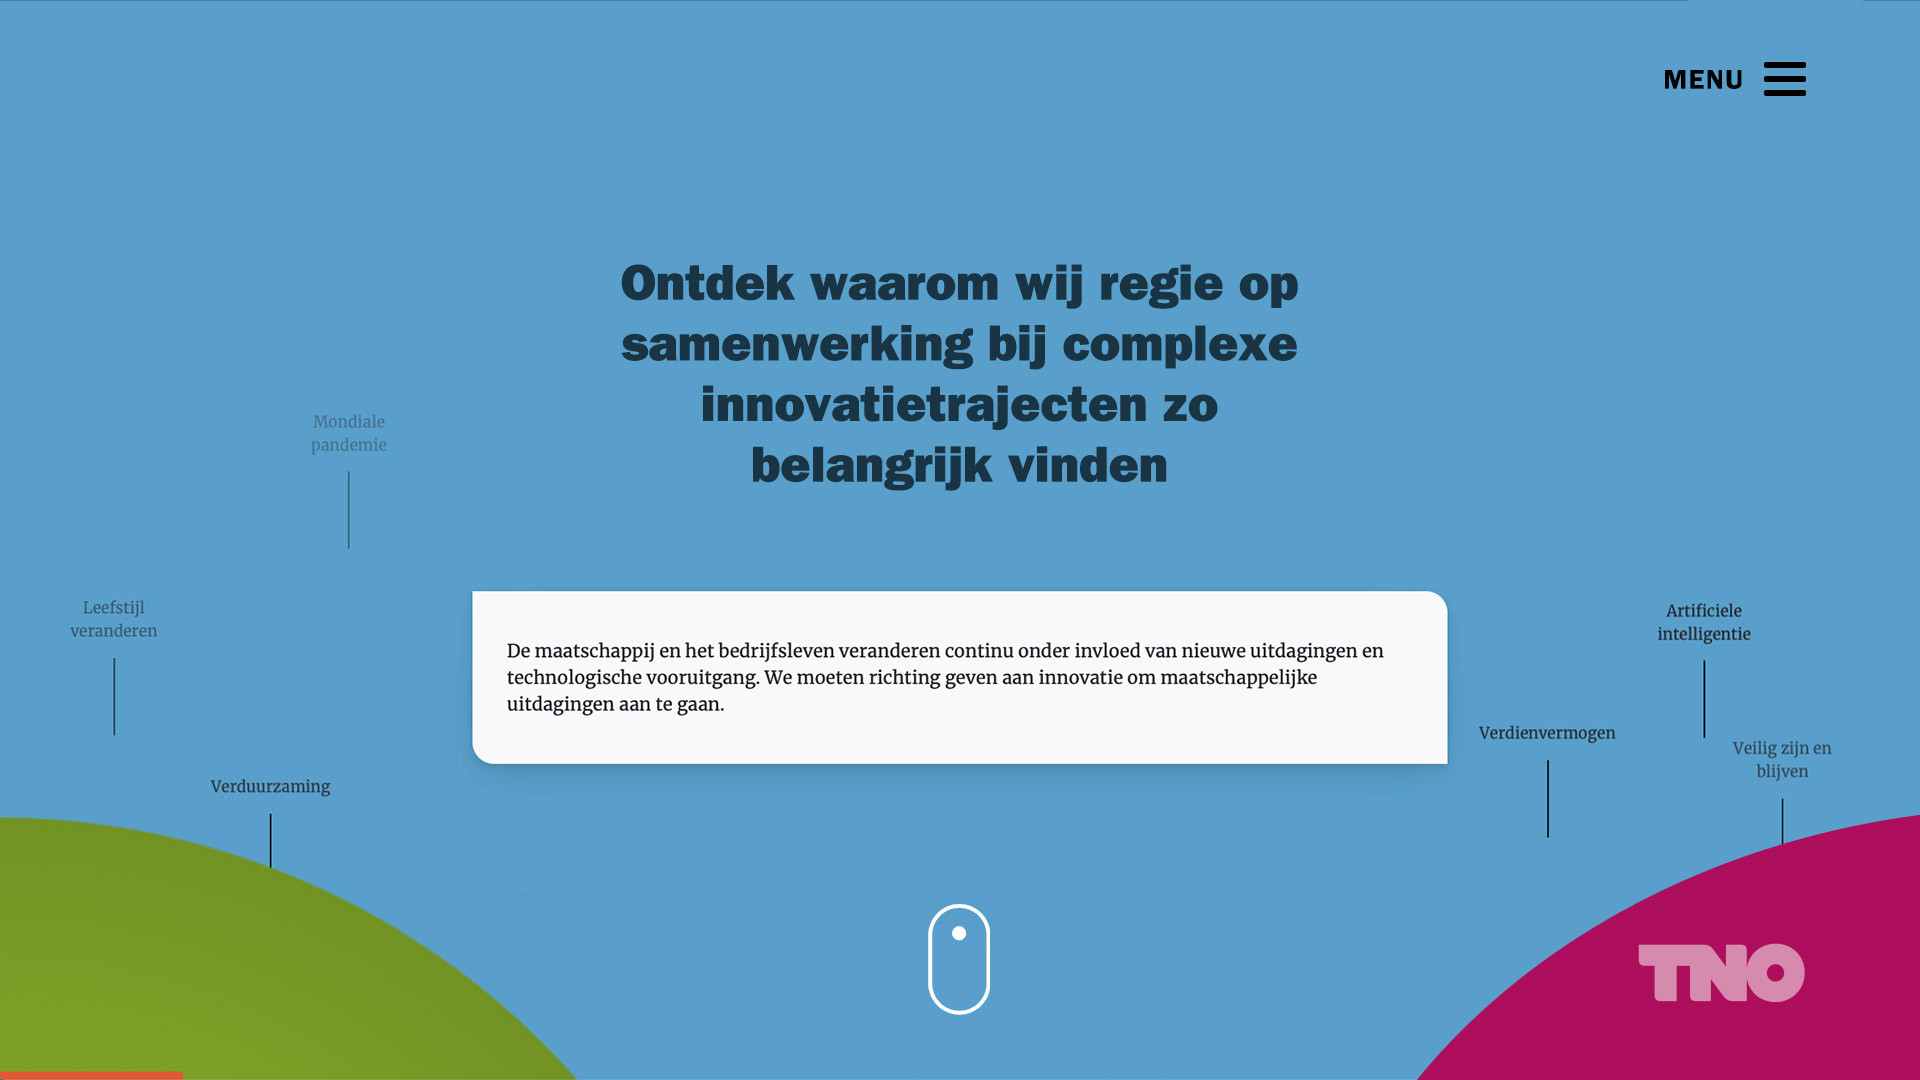 MENU
Ontdek waarom wij regie op
samenwerking bij complexe
innovatietrajecten zo
belangrijk vinden
Mondiale
pandemie
Leefstijl
veranderen
Verduurzaming
De maatschappij en het bedrijfsleven veranderen continu onder invloed van nieuwe uitdagingen en
technologische vooruitgang. We moeten richting geven aan innovatie om maatschappelijke
uitdagingen aan te gaan.
Artificiele
intelligentie
Verdienvermogen
Veilig zijn en
blijven
TNO